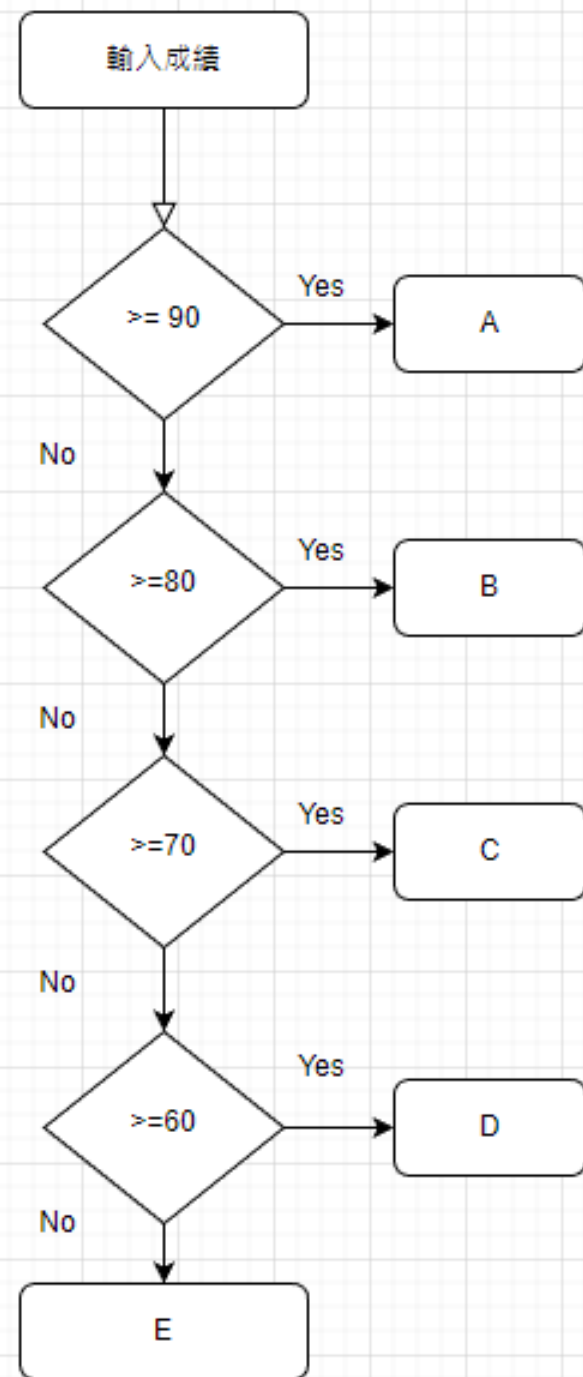 輸入成績
>= 90
Yes
A
No
>=80
Yes
B
No
>=70
Yes
C
No
>=60
Yes
D
No
E